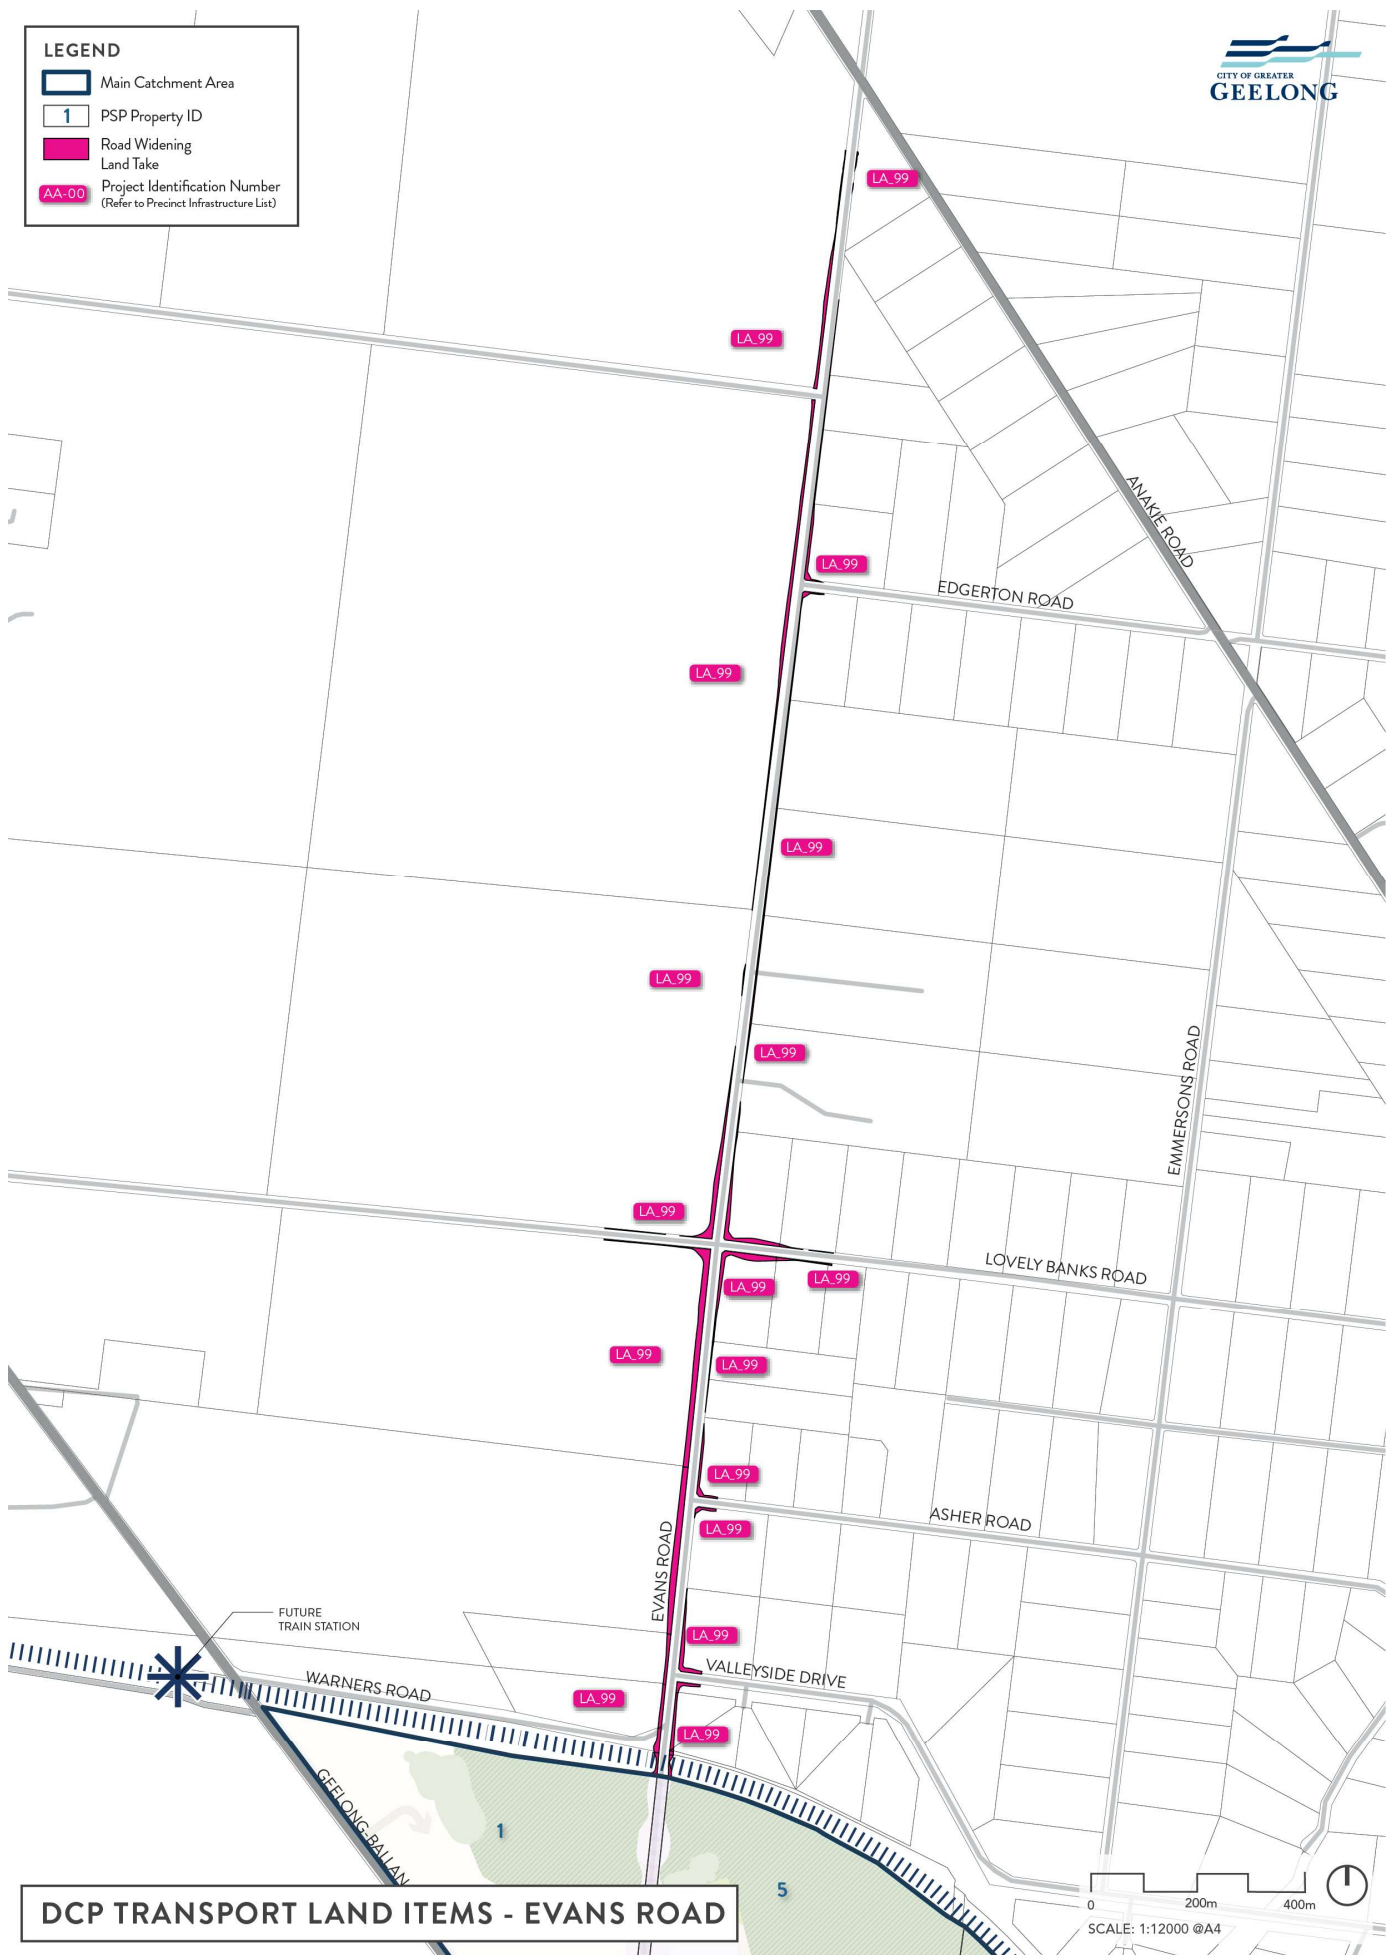 LEGEND
Main Catchment Area
1
PSP Property ID
Road Widening
Land Take
AA-00
Project Identification Number
(Refer to Precinct Infrastructure List)
CITY OF GREATER
GEELONG
LA_99
LA_99
ANAKIE ROAD
LA_99
EDGERTON ROAD
LA_99
LA_99
LA_99
LA_99
EMMERSONS ROAD
LA_99
LOVELY BANKS ROAD
LA_99
LA_99
LA_99
LA_99
LA_99
ASHER ROAD
LA_99
EVANS ROAD
FUTURE
TRAIN STATION
LA_99
VALLEYSIDE DRIVE
WARNERS ROAD
LA_99
LA_99
GEELONG-BALLAN
1
5
0
200m
400m
SCALE: 1:12000 @A4
DCP TRANSPORT LAND ITEMS - EVANS ROAD